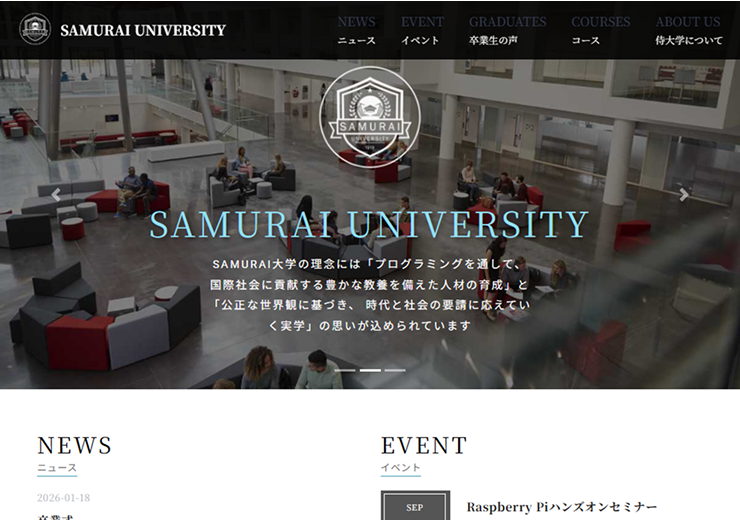 SAMURAI UNIVERSITY
NEWS
ニュース
EVENT
イベント
GRADUATES
卒業生の声
COURSES
コース
ABOUT US
侍大学について
SAMURAI
UNIVERSITY
SAMURAI UNIVERSITY
SAMURAI大学の理念には「プログラミングを通して、
国際社会に貢献する豊かな教養を備えた人材の育成」と
「公正な世界観に基づき、 時代と社会の要請に応えてい
く実学」の思いが込められています
NEWS
ニュース
2026-01-18
卒業式
EVENT
イベント
SEP
Raspberry Piハンズオンセミナー